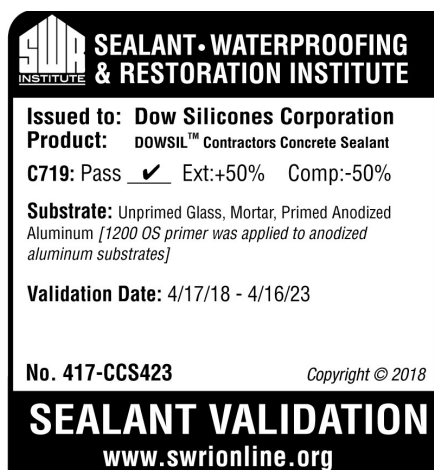 SWR
INSTITUTE
SEALANT • WATERPROOFING
& RESTORATION INSTITUTE
Issued to: Dow Silicones Corporation
Product: DOWSIL™ Contractors Concrete Sealant
C719: Pass ✔ Ext:+50% Comp:-50%
Substrate: Unprimed Glass, Mortar, Primed Anodized
Aluminum [1200 OS primer was applied to anodized
aluminum substrates]
Validation Date: 4/17/18 - 4/16/23
No. 417-CCS423 Copyright © 2018
SEALANT VALIDATION
www.swrionline.org